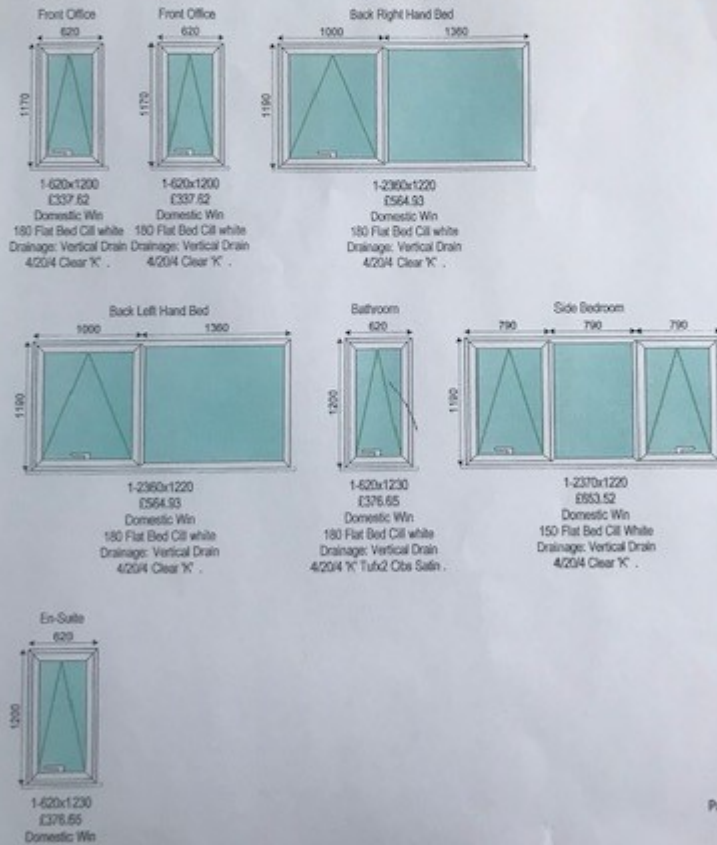 Front Office
620
1170
1-620x1200
£337.62
Domestic Win
180 Flat Bed Cill white
Drainage: Vertical Drain
4/20/4 Clear 'K' .
Front Office
620
1170
1-620x1200
£337.62
Domestic Win
180 Flat Bed Cill white
Drainage: Vertical Drain
4/20/4 Clear 'K' .
Back Right Hand Bed
1000 1360
1190
1-2360x1220
£564.93
Domestic Win
180 Flat Bed Cill white
Drainage: Vertical Drain
4/20/4 Clear 'K' .
Back Left Hand Bed
1000 1360
1190
1-2360x1220
£564.93
Domestic Win
180 Flat Bed Cill white
Drainage: Vertical Drain
4/20/4 Clear 'K' .
Bathroom
620
1200
1-620x1230
£376.65
Domestic Win
180 Flat Bed Cill white
Drainage: Vertical Drain
4/20/4 'K' Tufx2 Obs Satin .
Side Bedroom
790 790 790
1190
1-2370x1220
£653.52
Domestic Win
150 Flat Bed Cill White
Drainage: Vertical Drain
4/20/4 Clear 'K' .
En-Suite
620
1200
1-620x1230
£376.65
Domestic Win